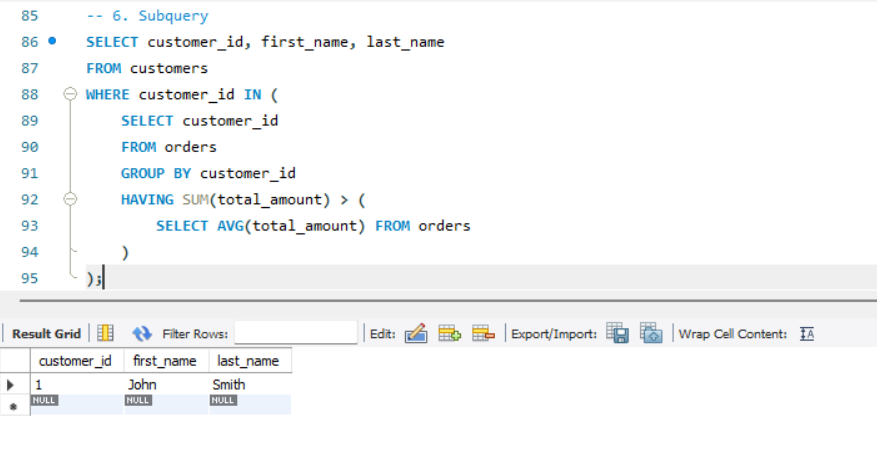 85 -- 6. Subquery
86 SELECT customer_id, first_name, last_name
87 FROM customers
88 WHERE customer_id IN (
89 SELECT customer_id
90 FROM orders
91 GROUP BY customer_id
92 HAVING SUM(total_amount) > (
93 SELECT AVG(total_amount) FROM orders
94 )
95 );
Result Grid Filter Rows: Edit: Export/Import: Wrap Cell Content: IA
customer_id first_name last_name
1 John Smith
NULL NULL NULL